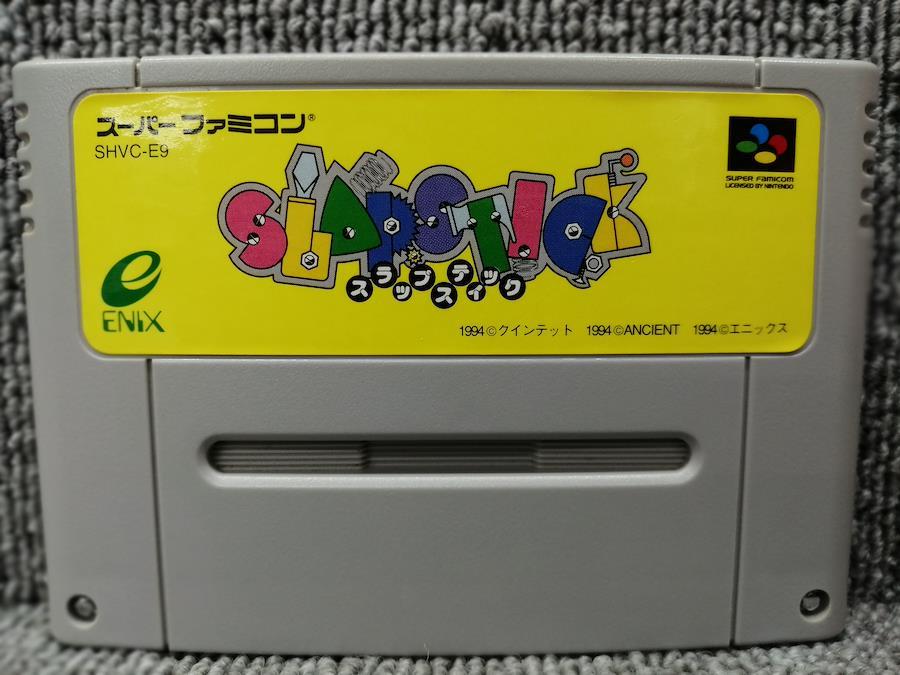 スーパーファミコン®
SHVC-E9
SLAPSTICK
スラップスティック
SUPER FAMICOM
LICENSED BY NINTENDO
ENIX
1994©クインテット 1994©ANCIENT 1994©エニックス